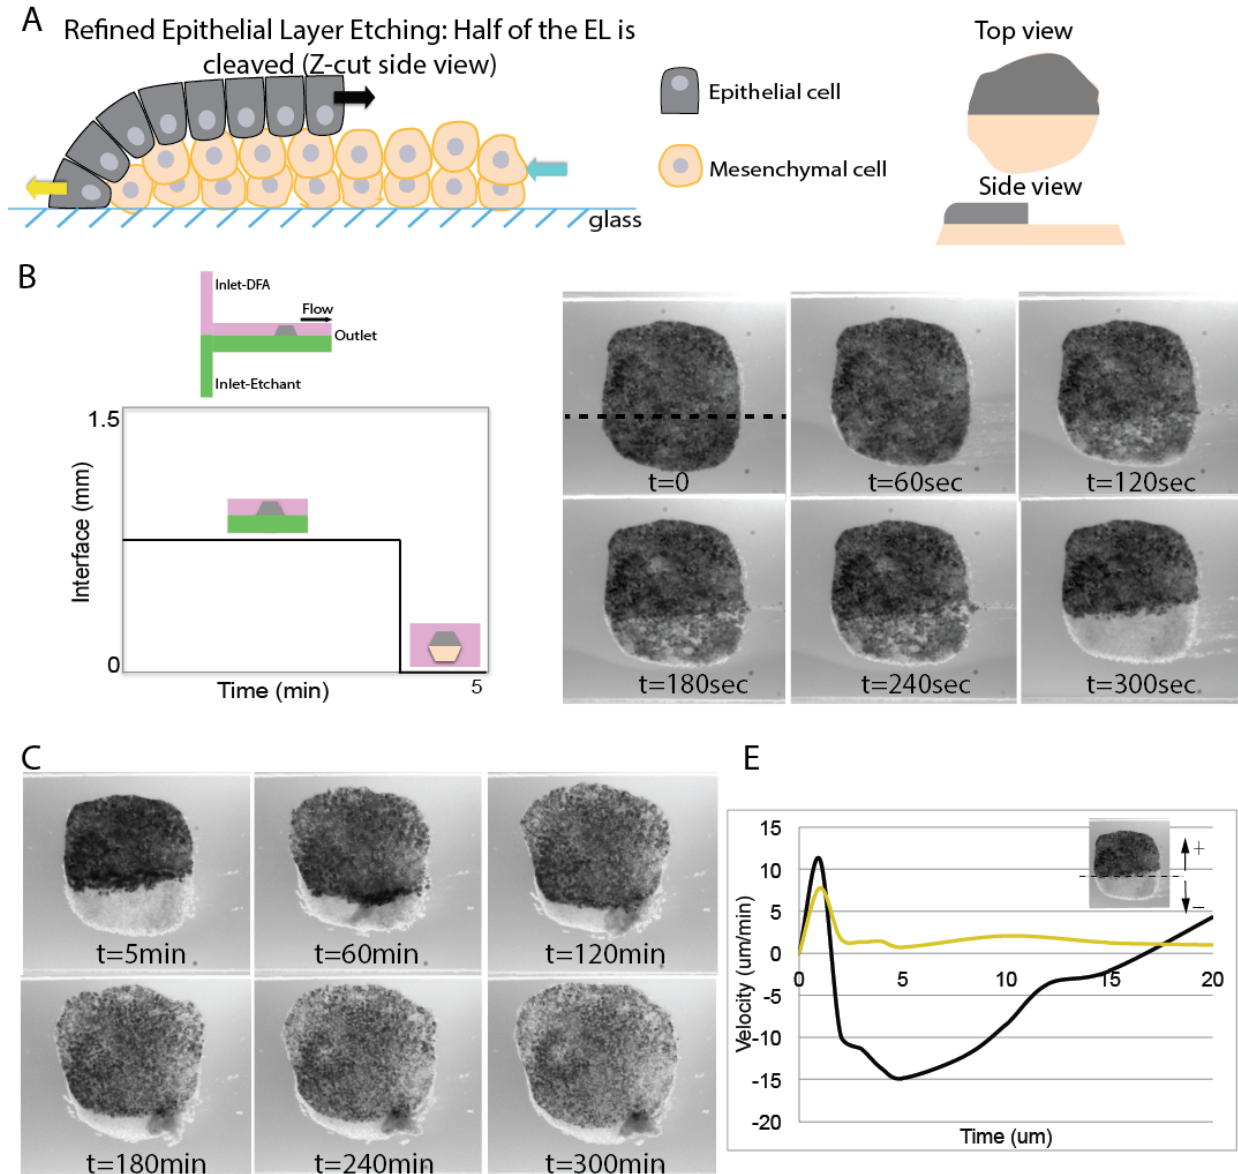 A
Refined Epithelial Layer Etching: Half of the EL is
cleaved (Z-cut side view)
Epithelial cell
Mesenchymal cell
glass
Top view
Side view
B
Inlet-DFA
Flow
Outlet
Inlet-Etchant
1.5
Interface (mm)
0
Time (min)
5
t=0
t=60sec
t=120sec
t=180sec
t=240sec
t=300sec
C
t=5min
t=60min
t=120min
t=180min
t=240min
t=300min
E
15
10
5
0
-5
-10
-15
-20
Velocity (um/min)
0
5
10
15
20
Time (um)
+
−